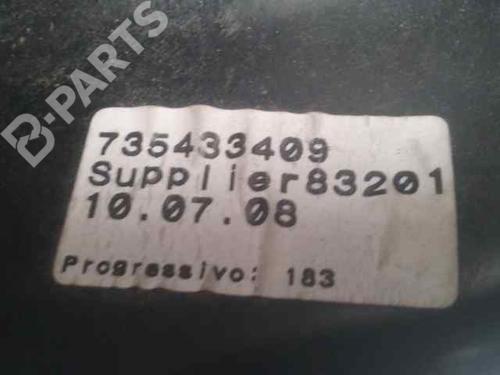 B-PARTS
735433409
Supplier83201
10.07.08
Progressivo: 183